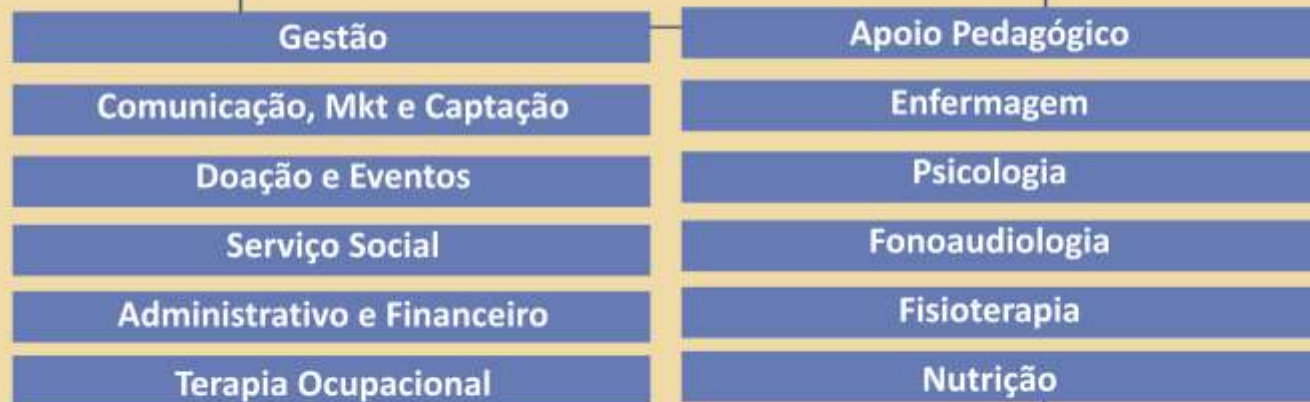 Gestão
Comunicação, Mkt e Captação
Doação e Eventos
Serviço Social
Administrativo e Financeiro
Terapia Ocupacional
Apoio Pedagógico
Enfermagem
Psicologia
Fonoaudiologia
Fisioterapia
Nutrição